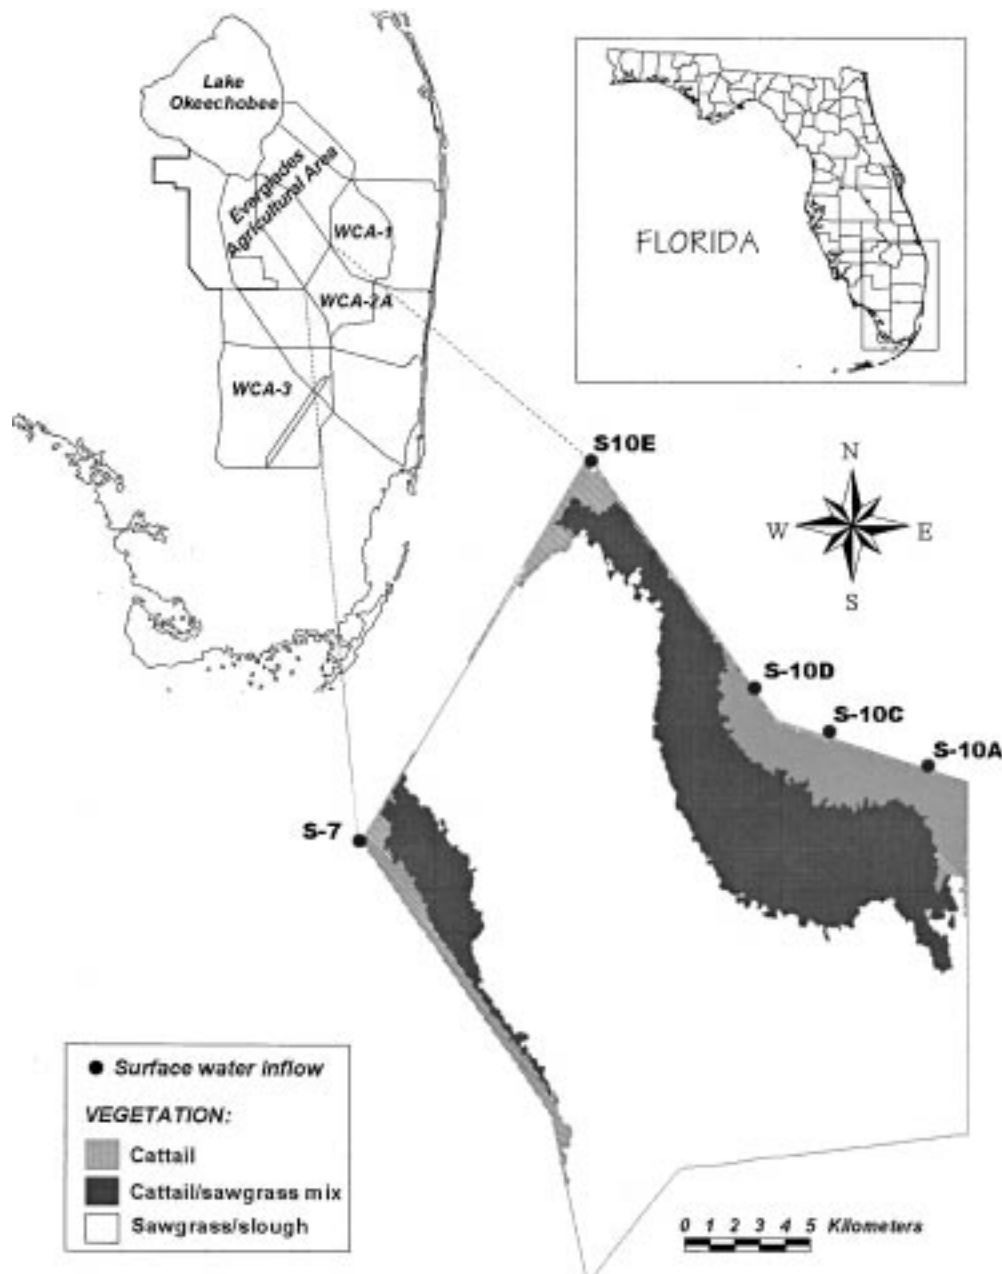 Lake
Okeechobee
Everglades
Agricultural Area
WCA-1
WCA-2A
WCA-3
FLORIDA
N
W
E
S
S10E
S-10D
S-10C
S-10A
S-7
Surface water inflow
VEGETATION:
Cattail
Cattail/sawgrass mix
Sawgrass/slough
0 1 2 3 4 5 Kilometers